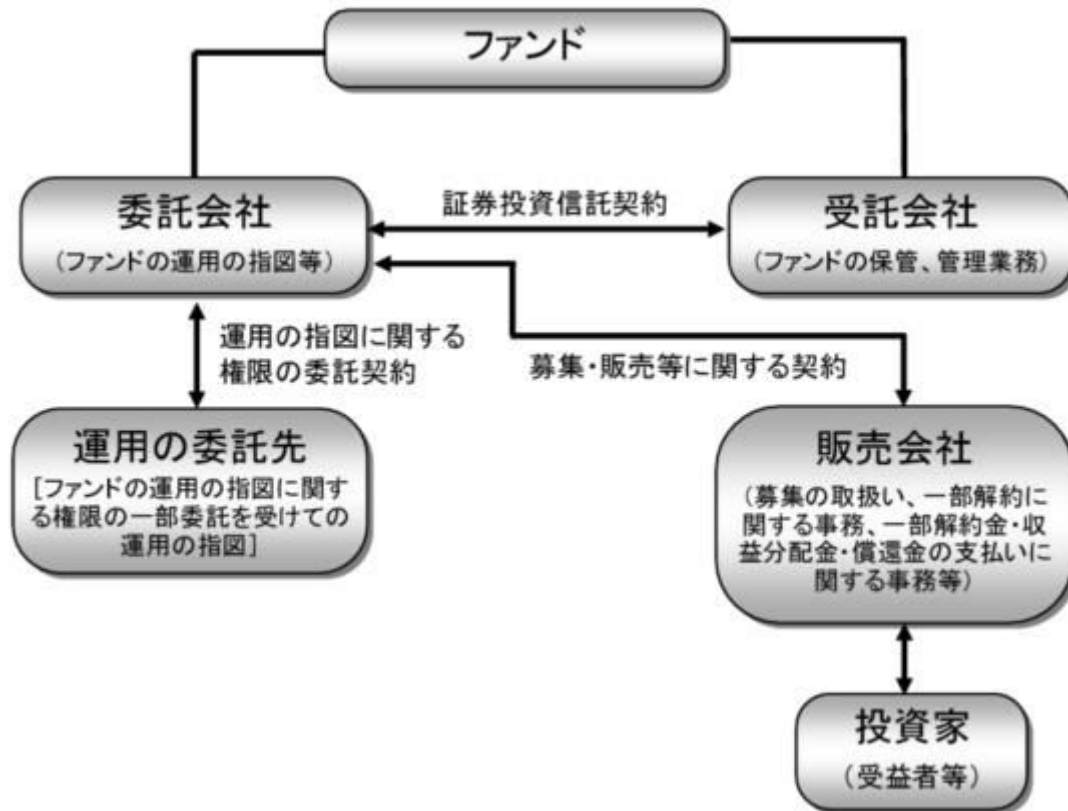 ファンド
委託会社
(ファンドの運用の指図等)
証券投資信託契約
受託会社
(ファンドの保管、管理業務)
運用の指図に関する
権限の委託契約
募集・販売等に関する契約
運用の委託先
[ファンドの運用の指図に関す
る権限の一部委託を受けての
運用の指図]
販売会社
(募集の取扱い、一部解約に
関する事務、一部解約金・収
益分配金・償還金の支払いに
関する事務等)
投資家
(受益者等)